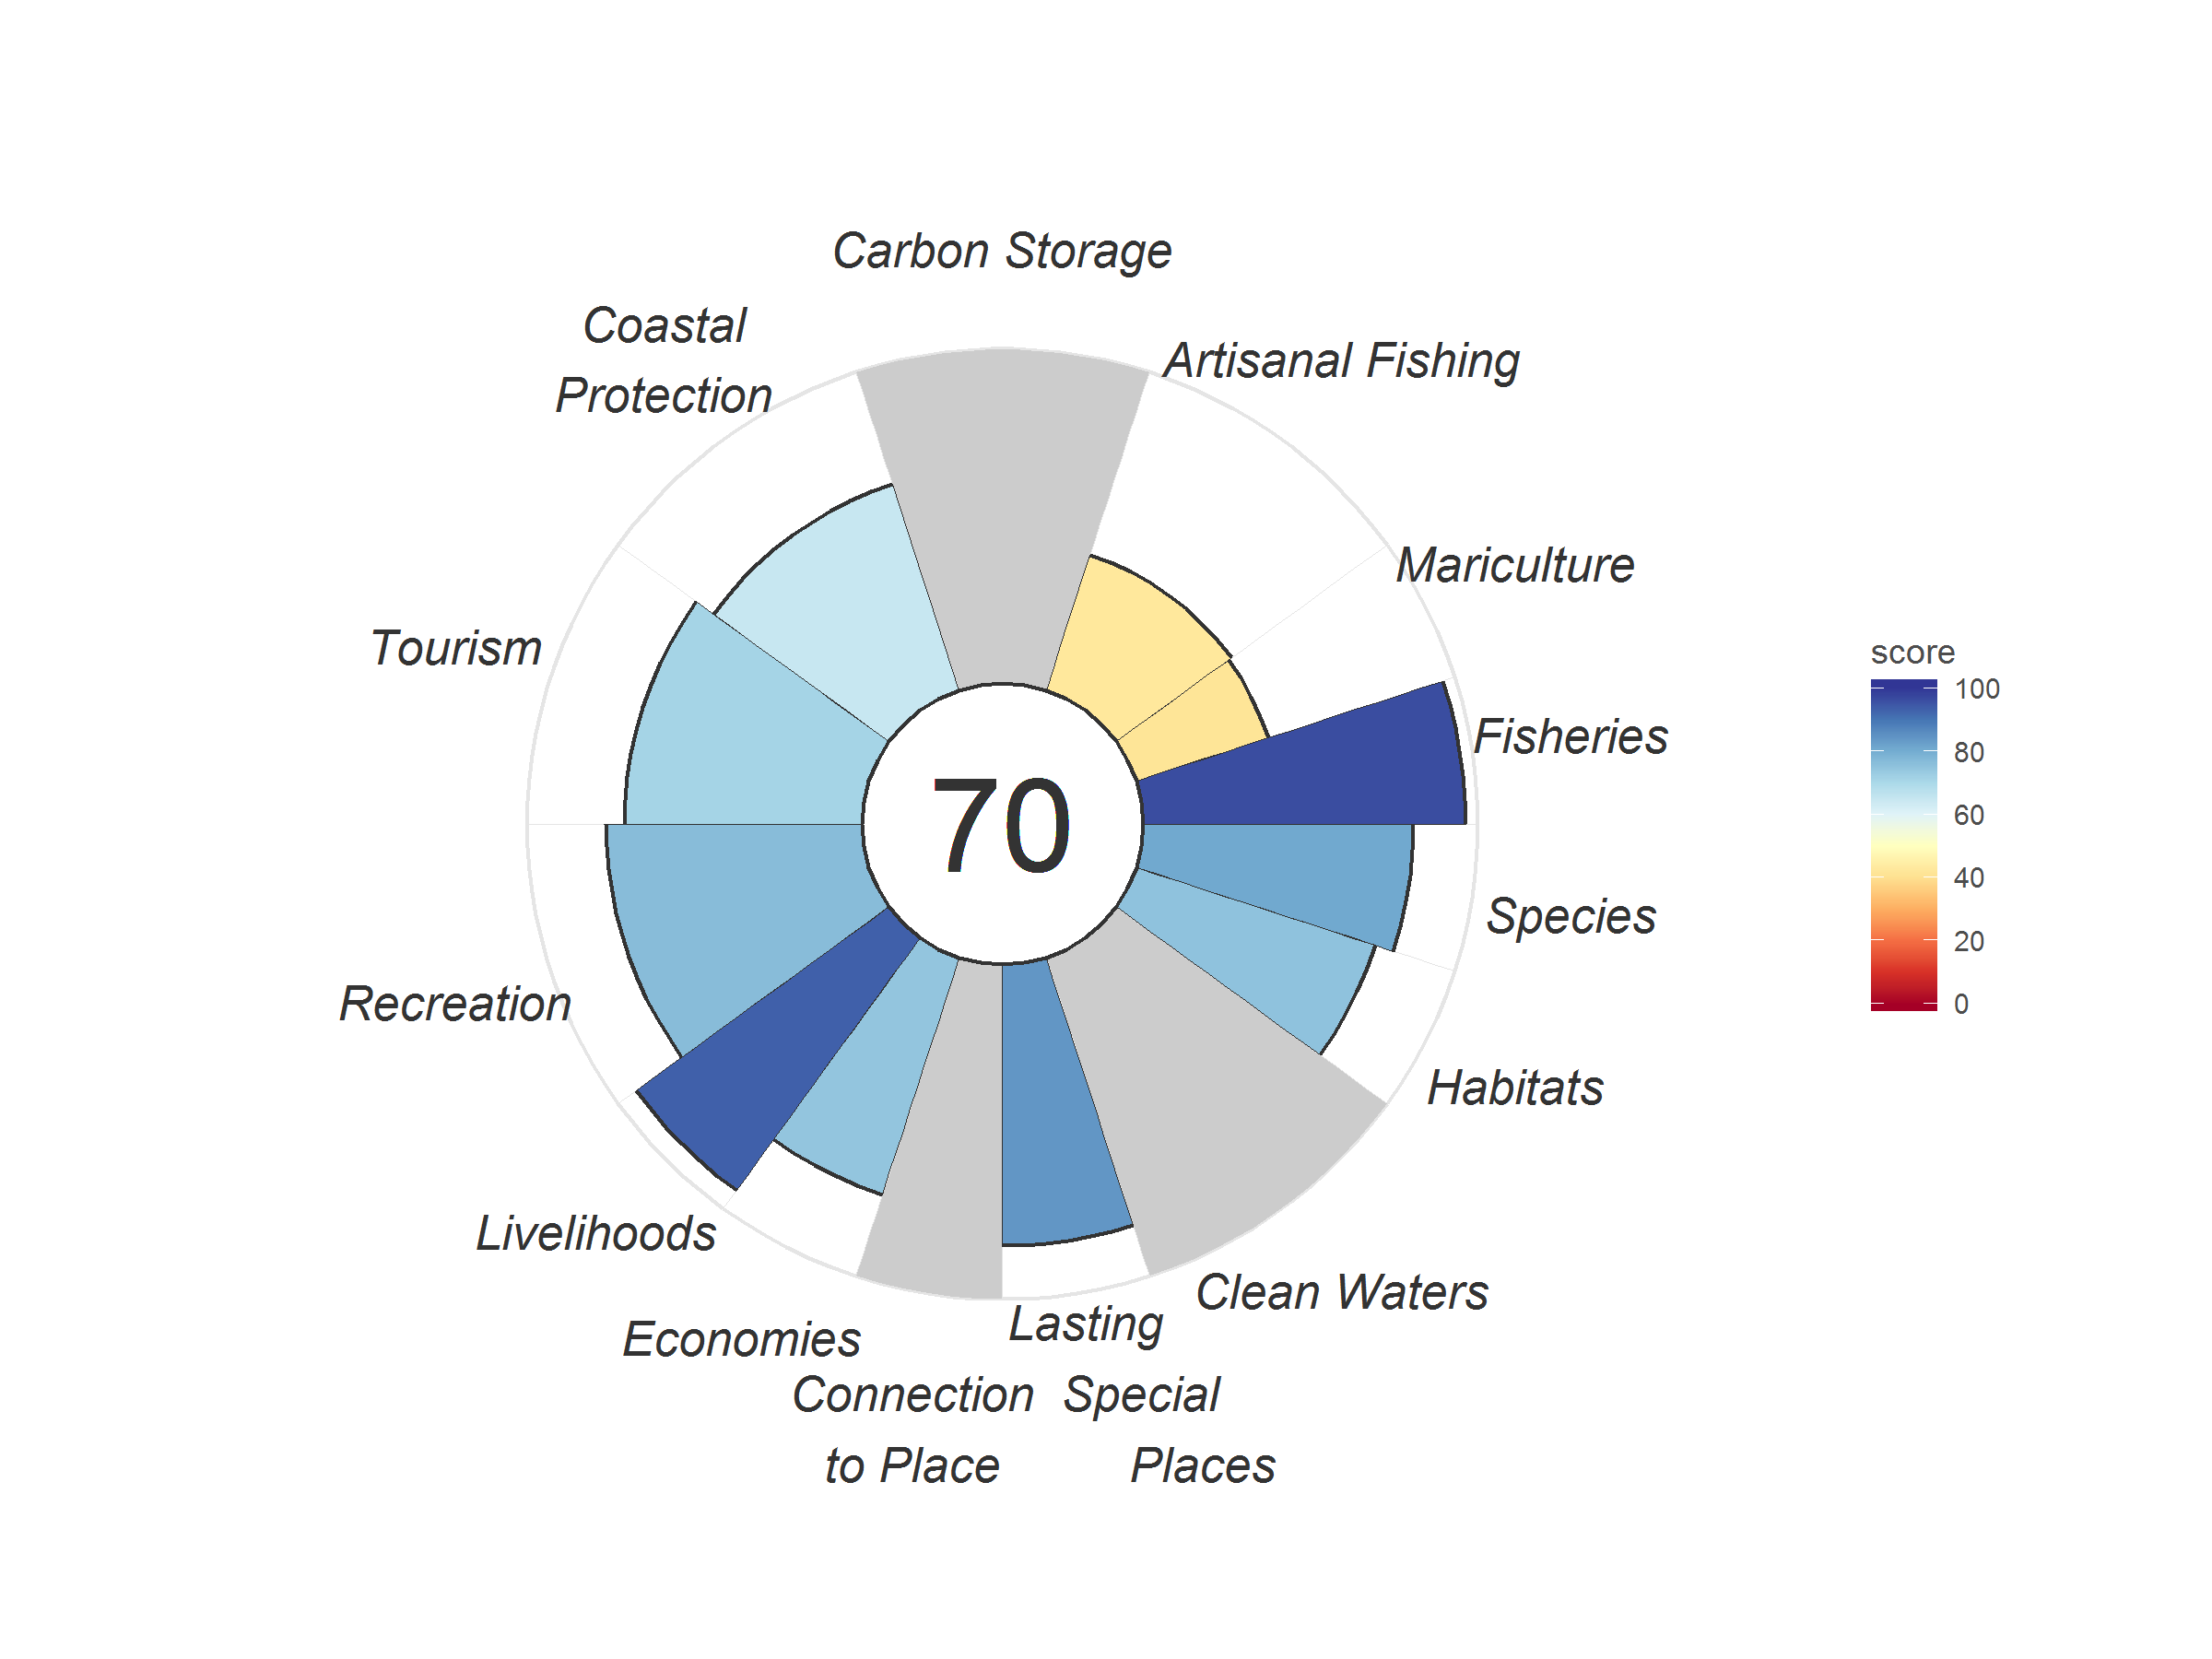 Carbon Storage
Coastal
Protection
Artisanal Fishing
Mariculture
Tourism
Fisheries
score
100
80
60
40
20
0
70
Species
Recreation
Habitats
Livelihoods
Clean Waters
Economies
Lasting
Special
Places
Connection
to Place